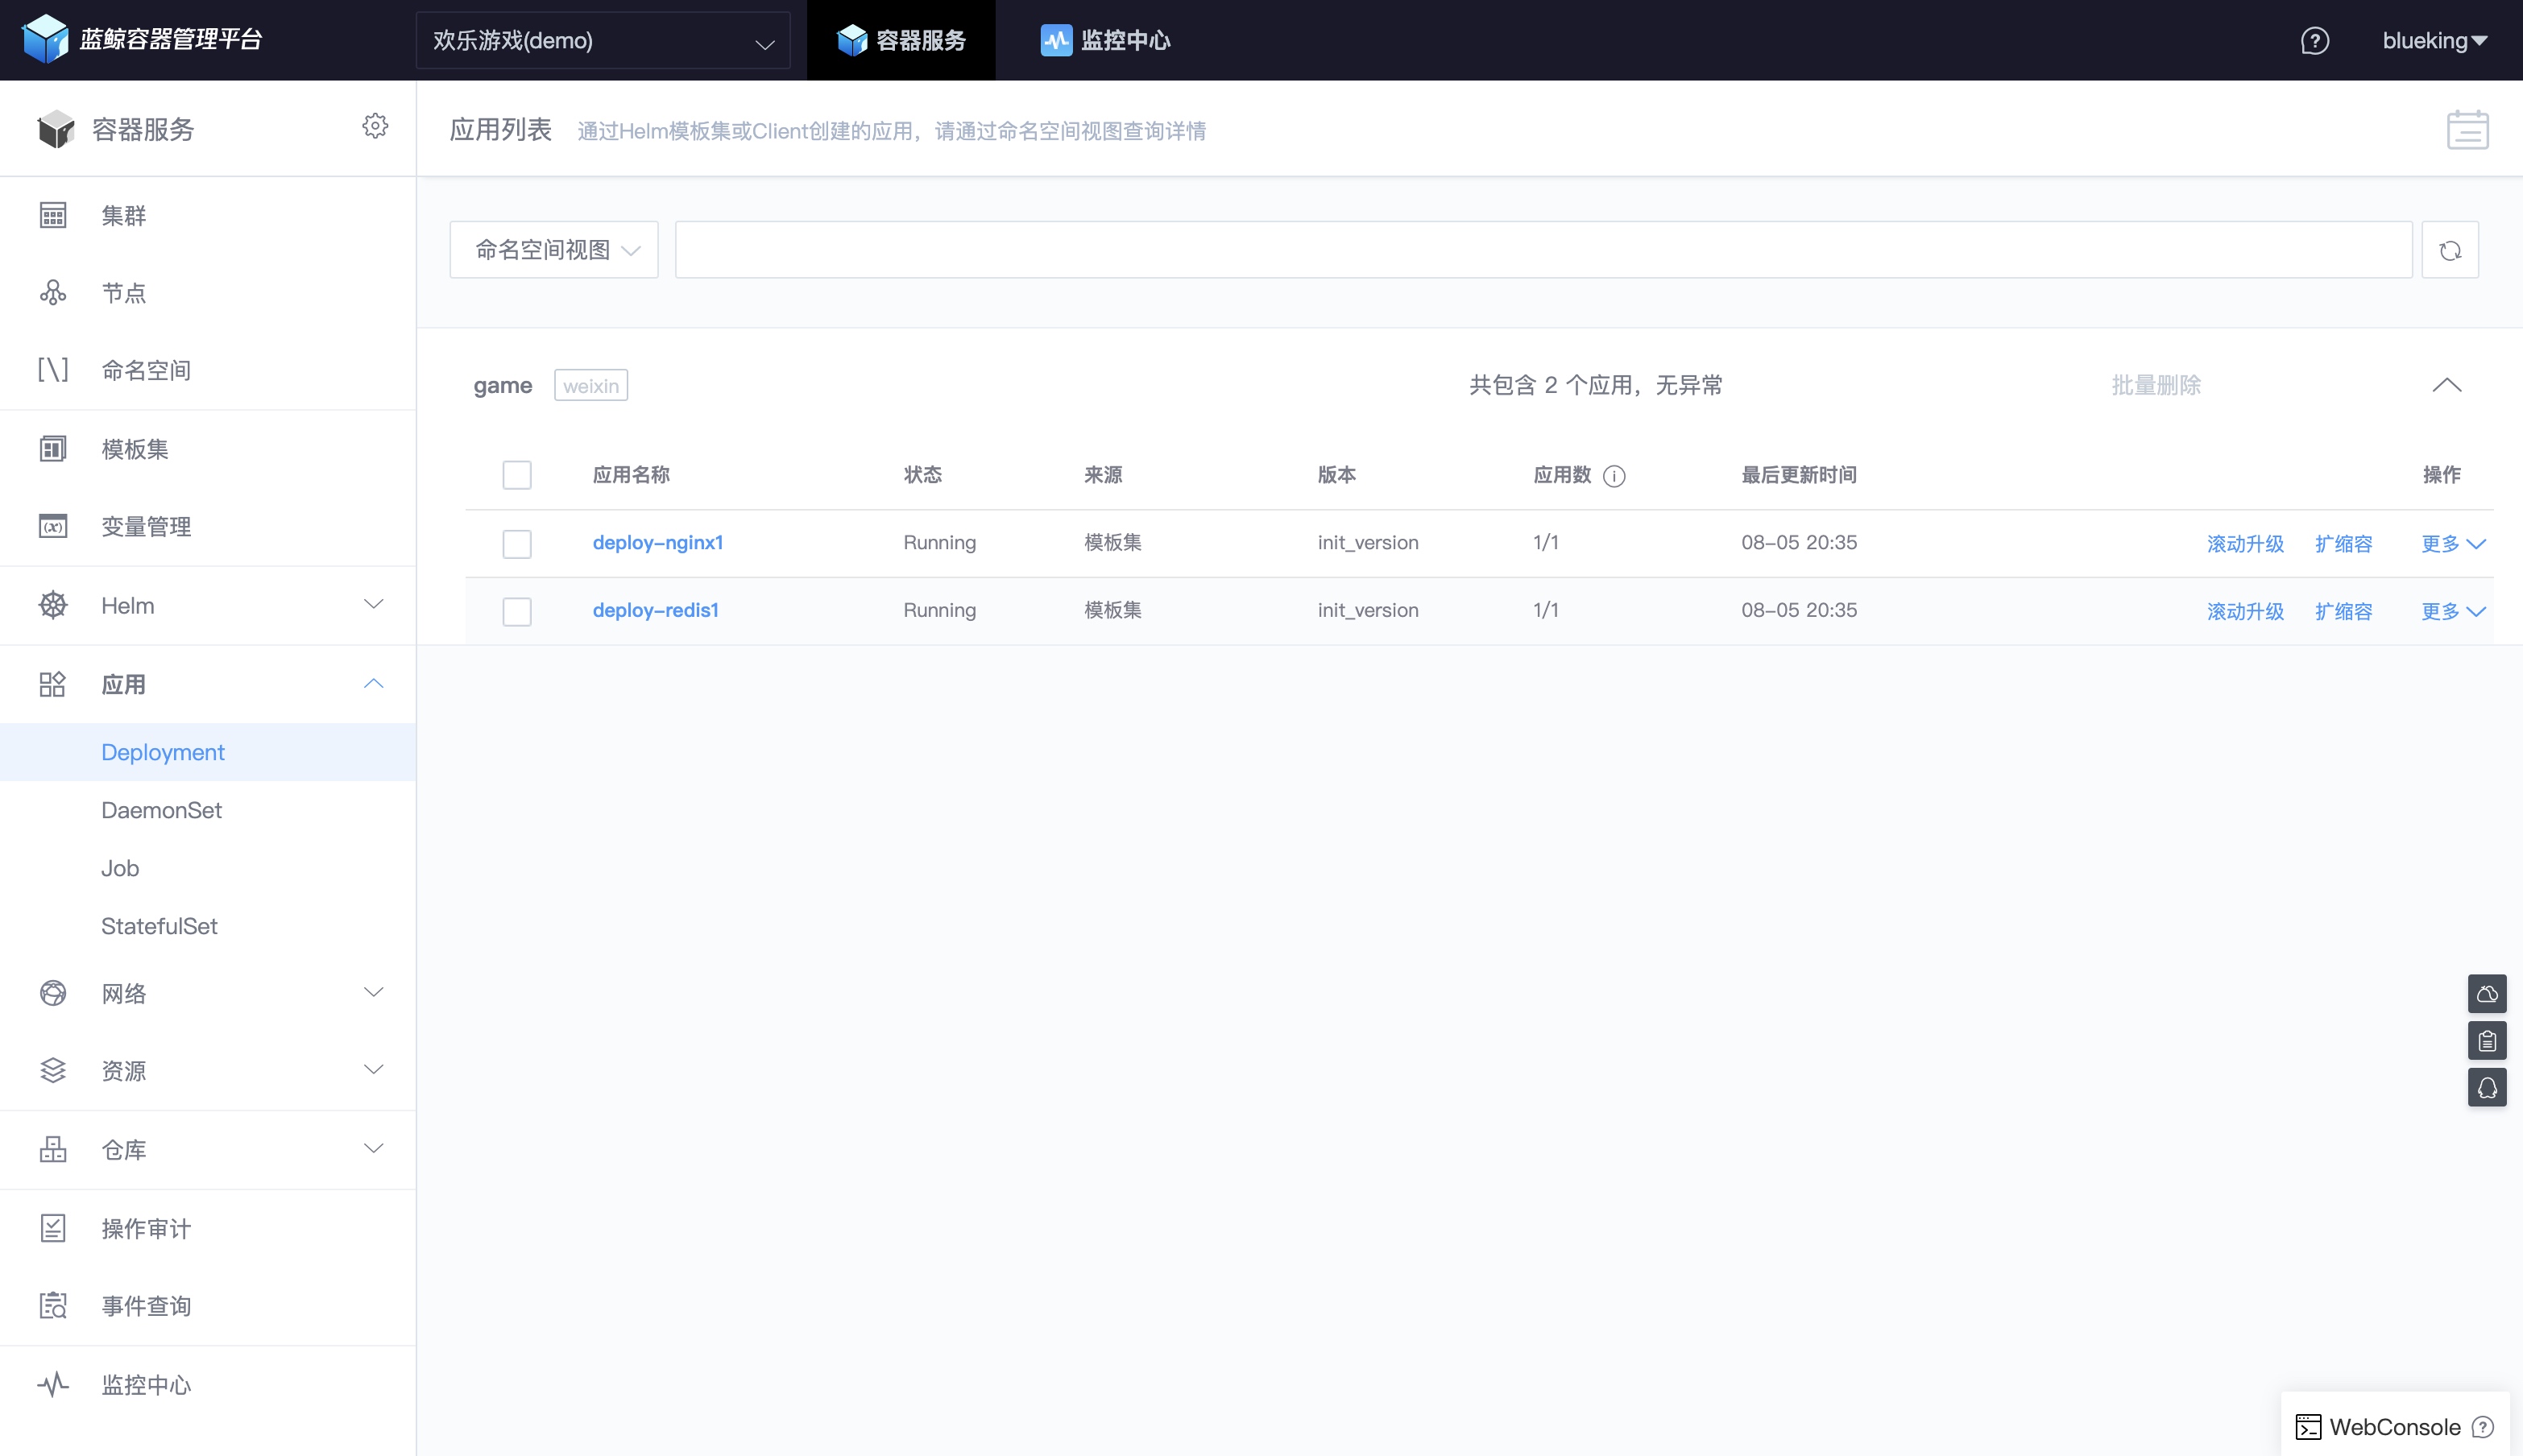 蓝鲸容器管理平台
欢乐游戏(demo)
容器服务
监控中心
blueking
容器服务
应用列表 通过Helm模板集或Client创建的应用，请通过命名空间视图查询详情
集群
节点
命名空间
模板集
变量管理
Helm
应用
Deployment
DaemonSet
Job
StatefulSet
网络
资源
仓库
操作审计
事件查询
监控中心
命名空间视图
game weixin 共包含 2 个应用，无异常 批量删除
应用名称 状态 来源 版本 应用数 最后更新时间 操作
deploy-nginx1 Running 模板集 init_version 1/1 08-05 20:35 滚动升级 扩缩容 更多
deploy-redis1 Running 模板集 init_version 1/1 08-05 20:35 滚动升级 扩缩容 更多
WebConsole